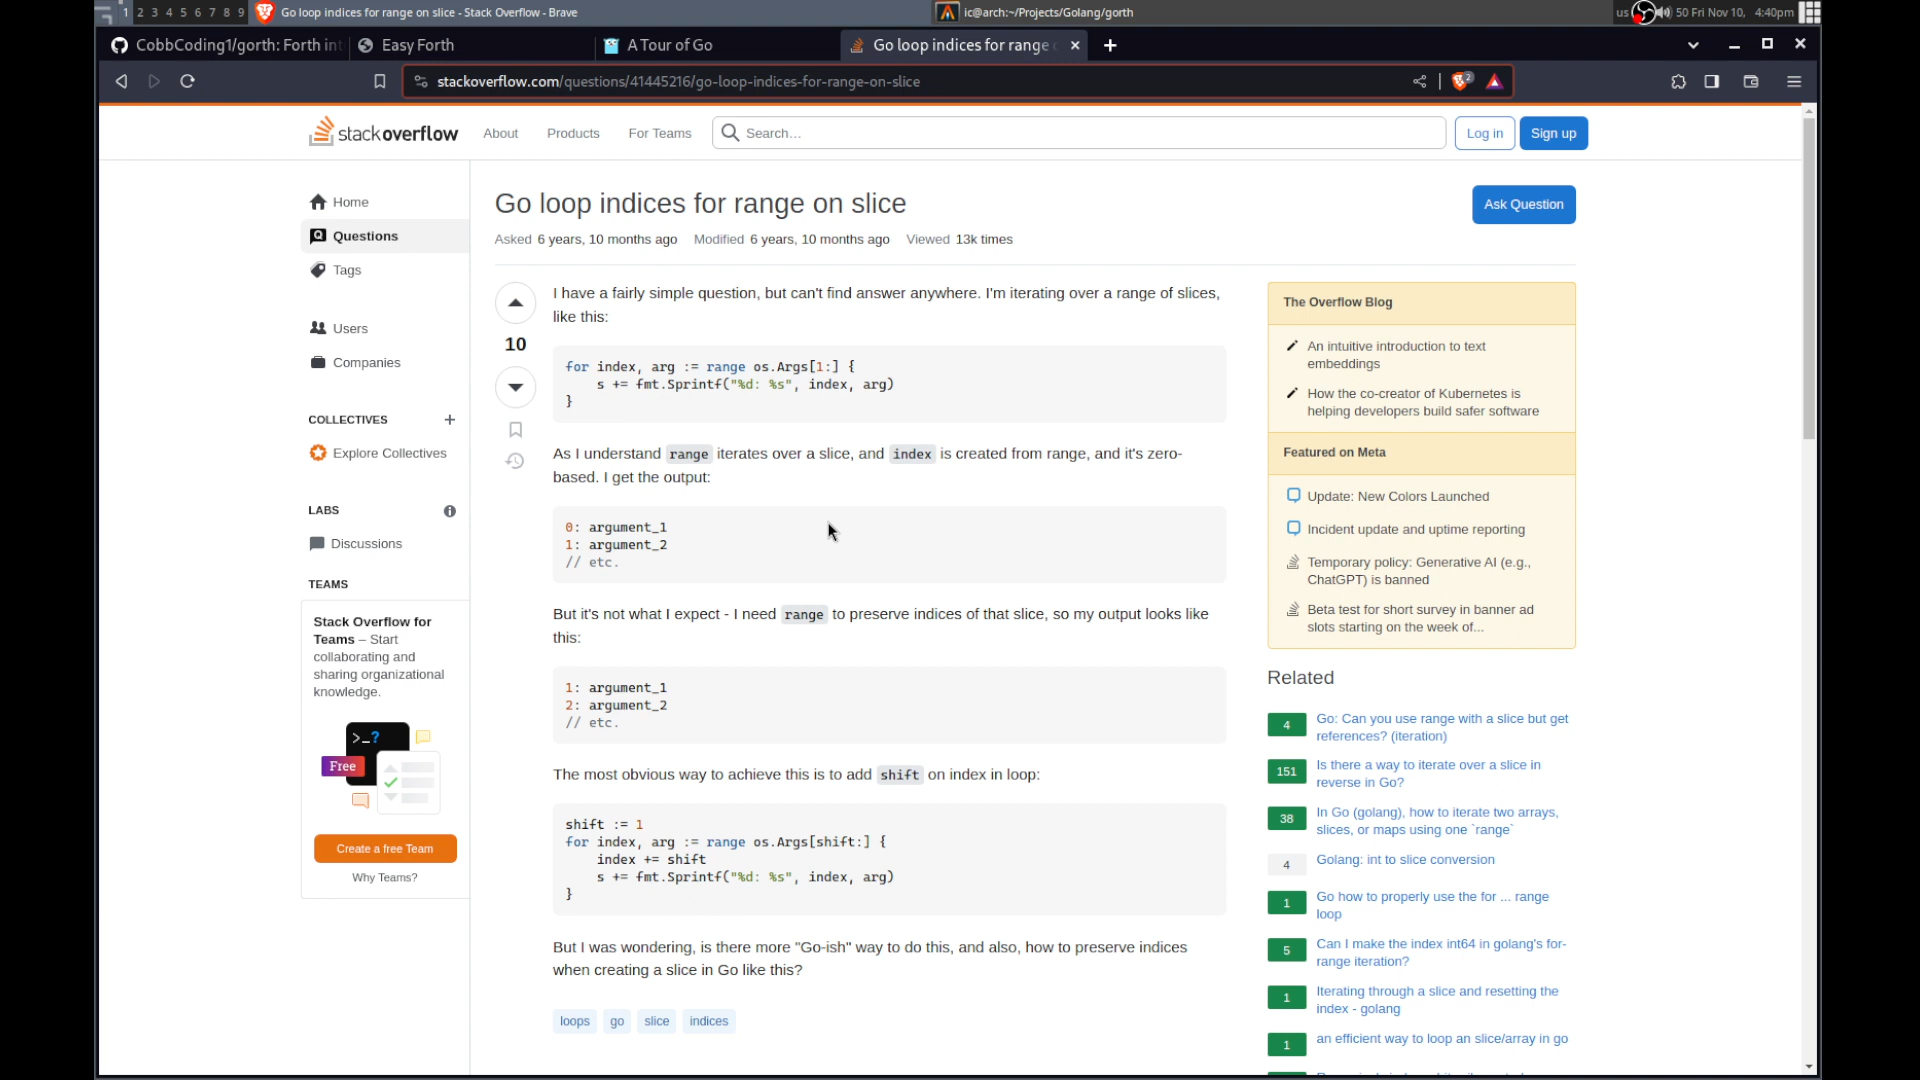 1 2 3 4 5 6 7 8 9 Go loop indices for range on slice - Stack Overflow - Brave ic@arch:~/Projects/Golang/gorth us 50 Fri Nov 10, 4:40pm
CobbCoding1/gorth: Forth int Easy Forth A Tour of Go Go loop indices for range o
stackoverflow.com/questions/41445216/go-loop-indices-for-range-on-slice 2
stackoverflow About Products For Teams Search… Log in Sign up
Home
Questions
Tags
Users
Companies
COLLECTIVES
Explore Collectives
LABS
Discussions
TEAMS
Stack Overflow for
Teams – Start
collaborating and
sharing organizational
knowledge.
>_?
Free
Create a free Team
Why Teams?
Go loop indices for range on slice
Ask Question
Asked 6 years, 10 months ago Modified 6 years, 10 months ago Viewed 13k times
10
I have a fairly simple question, but can't find answer anywhere. I'm iterating over a range of slices,
like this:
for index, arg := range os.Args[1:] {
    s += fmt.Sprintf("%d: %s", index, arg)
}
As I understand range iterates over a slice, and index is created from range, and it's zero-
based. I get the output:
0: argument_1
1: argument_2
// etc.
But it's not what I expect - I need range to preserve indices of that slice, so my output looks like
this:
1: argument_1
2: argument_2
// etc.
The most obvious way to achieve this is to add shift on index in loop:
shift := 1
for index, arg := range os.Args[shift:] {
    index += shift
    s += fmt.Sprintf("%d: %s", index, arg)
}
But I was wondering, is there more "Go-ish" way to do this, and also, how to preserve indices
when creating a slice in Go like this?
loops go slice indices
The Overflow Blog
An intuitive introduction to text
embeddings
How the co-creator of Kubernetes is
helping developers build safer software
Featured on Meta
Update: New Colors Launched
Incident update and uptime reporting
Temporary policy: Generative AI (e.g.,
ChatGPT) is banned
Beta test for short survey in banner ad
slots starting on the week of...
Related
4 Go: Can you use range with a slice but get
references? (iteration)
151 Is there a way to iterate over a slice in
reverse in Go?
38 In Go (golang), how to iterate two arrays,
slices, or maps using one `range`
4 Golang: int to slice conversion
1 Go how to properly use the for ... range
loop
5 Can I make the index int64 in golang's for-
range iteration?
1 Iterating through a slice and resetting the
index - golang
1 an efficient way to loop an slice/array in go